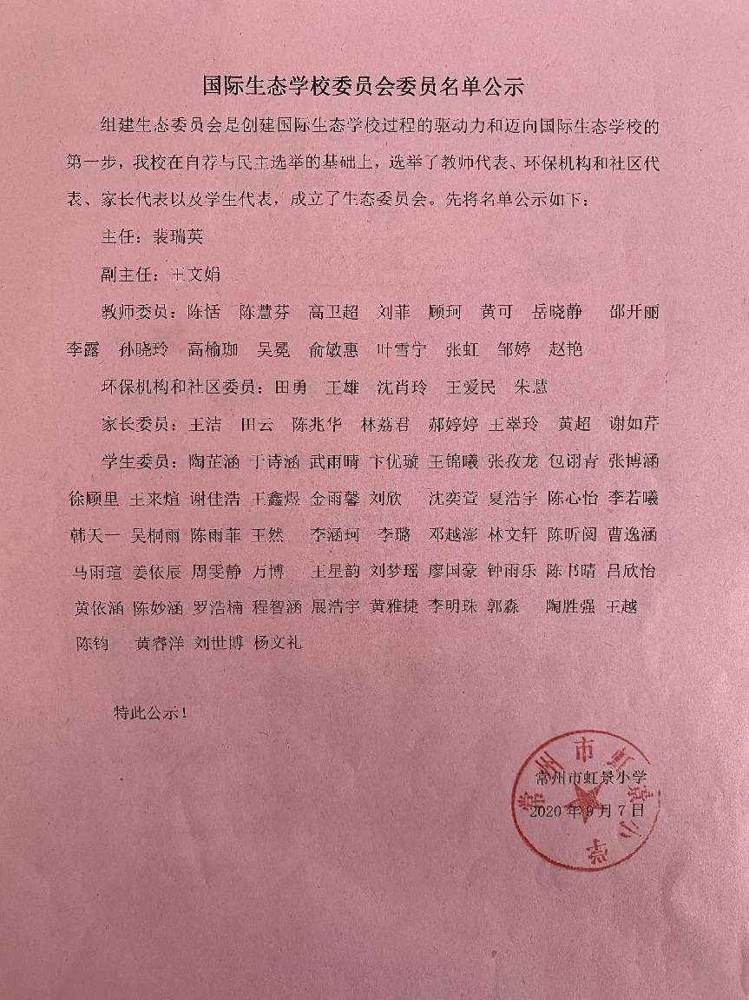 国际生态学校委员会委员名单公示
组建生态委员会是创建国际生态学校过程的驱动力和迈向国际生态学校的
第一步，我校在自荐与民主选举的基础上，选举了教师代表、环保机构和社区代
表、家长代表以及学生代表，成立了生态委员会。先将名单公示如下：
主任：裴瑞英
副主任：王文娟
教师委员：陈恬 陈慧芬 高卫超 刘菲 顾珂 黄可 岳晓静 邵开丽
李露 孙晓玲 高榆珈 吴冕 俞敏惠 叶雪宁 张虹 邹婷 赵艳
环保机构和社区委员：田勇 王雄 沈肖玲 王爱民 朱慧
家长委员：王洁 田云 陈兆华 林荔君 郝婷婷 王翠玲 黄超 谢如芹
学生委员：陶芷涵 于诗涵 武雨晴 卞优璇 王锦曦 张孜龙 包诩青 张博涵
徐顾里 王来煊 谢佳浩 王鑫煜 金雨馨 刘欣 沈奕萱 夏浩宇 陈心怡 李若曦
韩天一 吴桐雨 陈雨菲 王然 李涵珂 李璐 邓越澎 林文轩 陈昕阅 曹逸涵
马雨瑄 姜依辰 周雯静 万博 王星韵 刘梦瑶 廖国豪 钟雨乐 陈书晴 吕欣怡
黄依涵 陈妙涵 罗浩楠 程智涵 展浩宇 黄雅捷 李明珠 郭淼 陶胜强 王越
陈钧 黄睿洋 刘世博 杨文礼
特此公示！
常州市虹景小学
常州市虹景小学
2020 年 9 月 7 日